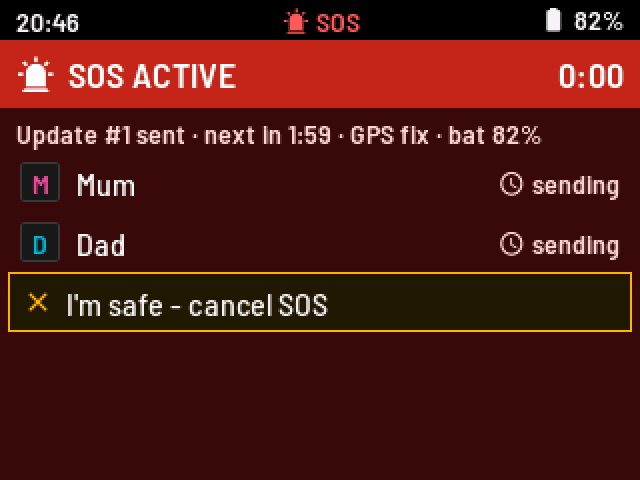 20:46 SOS 82%
SOS ACTIVE 0:00
Update #1 sent · next in 1:59 · GPS fix · bat 82%
M Mum sending
D Dad sending
I'm safe - cancel SOS